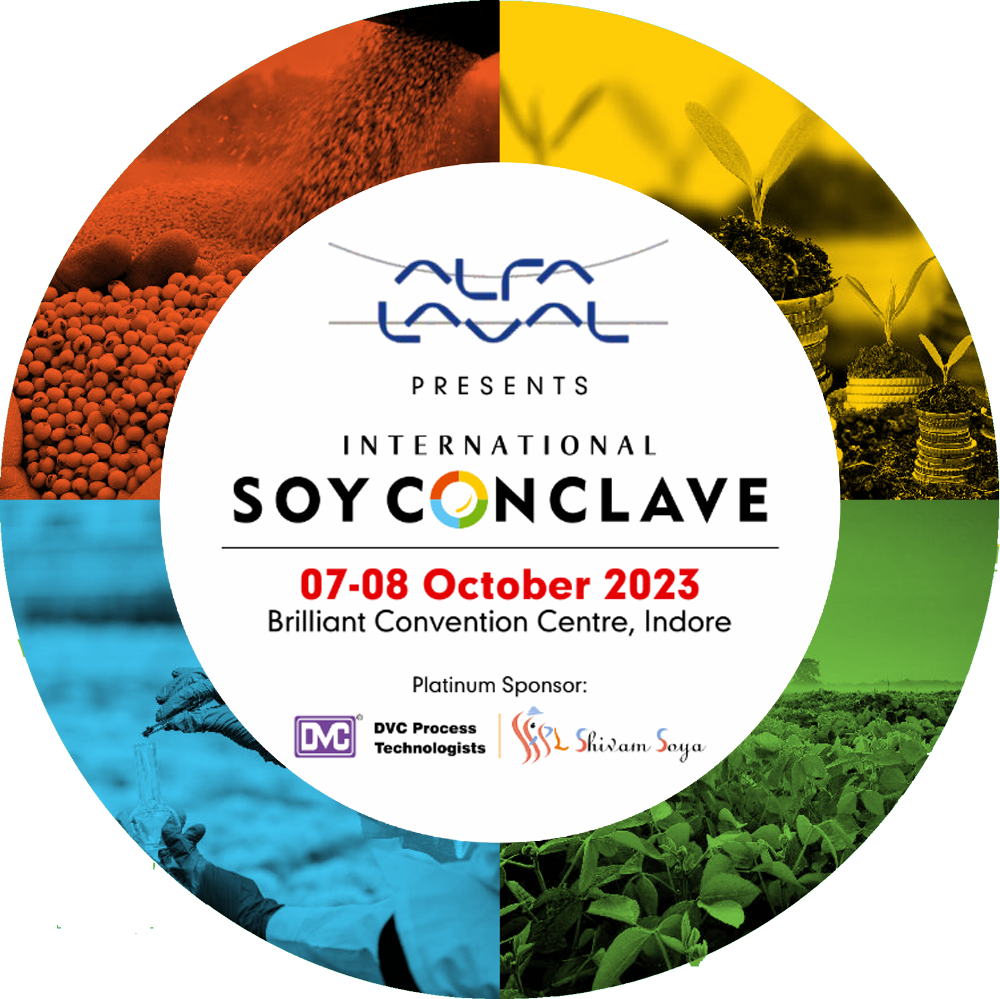 ALFA
LAVAL
PRESENTS
INTERNATIONAL
SOY CONCLAVE
07-08 October 2023
Brilliant Convention Centre, Indore
Platinum Sponsor:
DVC © DVC Process
Technologists
SSPL Shivam Soya